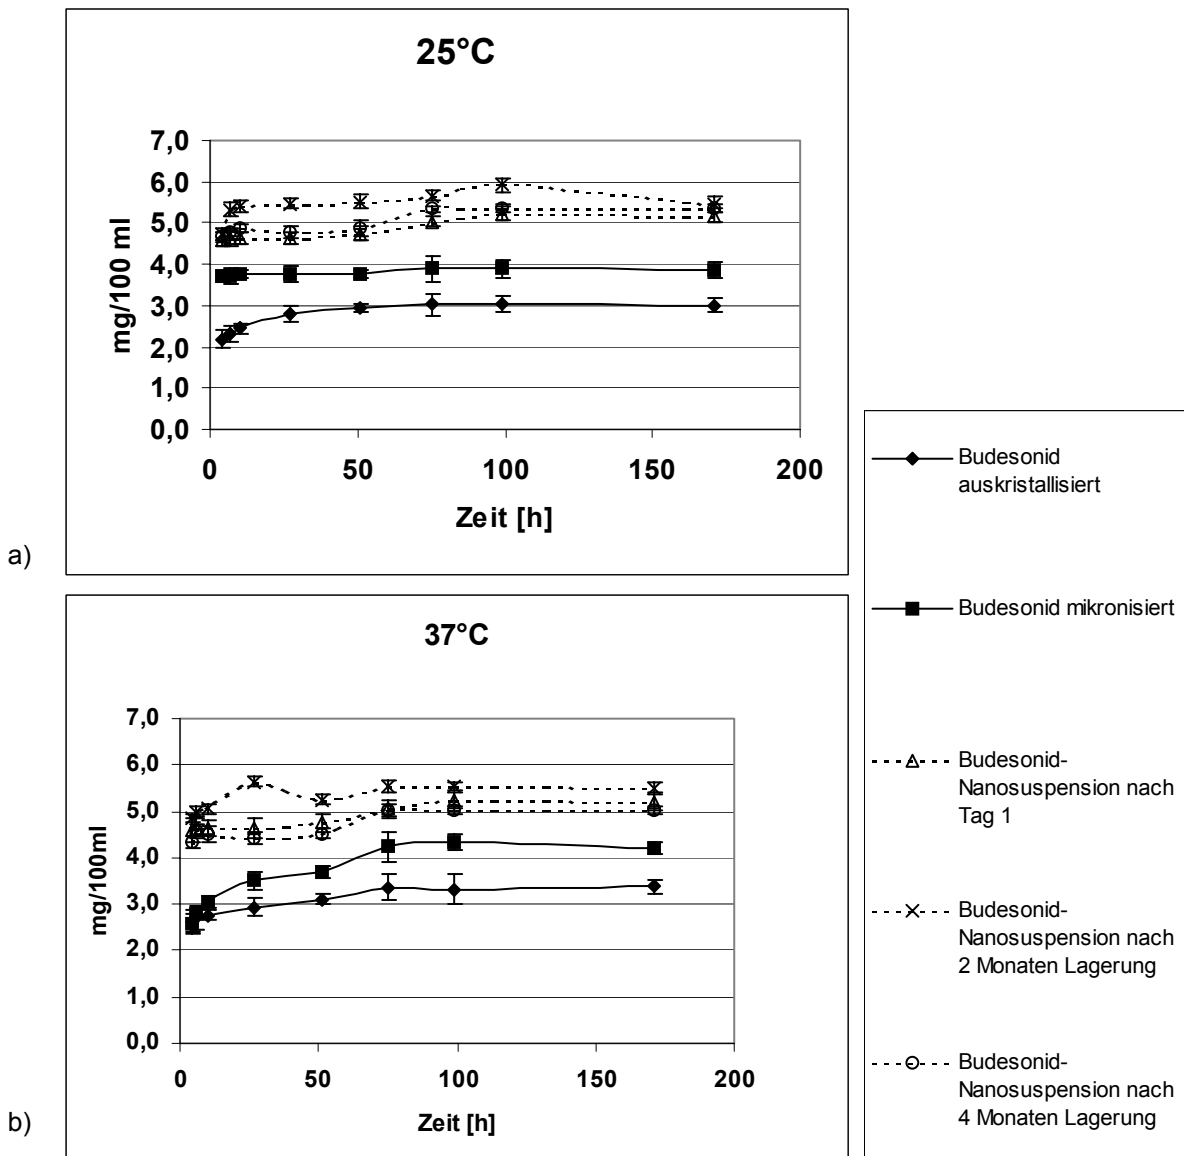 25°C
7,0
6,0
5,0
4,0
3,0
2,0
1,0
0,0
mg/100 ml
0 50 100 150 200
Zeit [h]
a)
37°C
7,0
6,0
5,0
4,0
3,0
2,0
1,0
0,0
mg/100ml
0 50 100 150 200
Zeit [h]
b)
Budesonid
auskristallisiert
Budesonid mikronisiert
Budesonid-
Nanosuspension nach
Tag 1
Budesonid-
Nanosuspension nach
2 Monaten Lagerung
Budesonid-
Nanosuspension nach
4 Monaten Lagerung